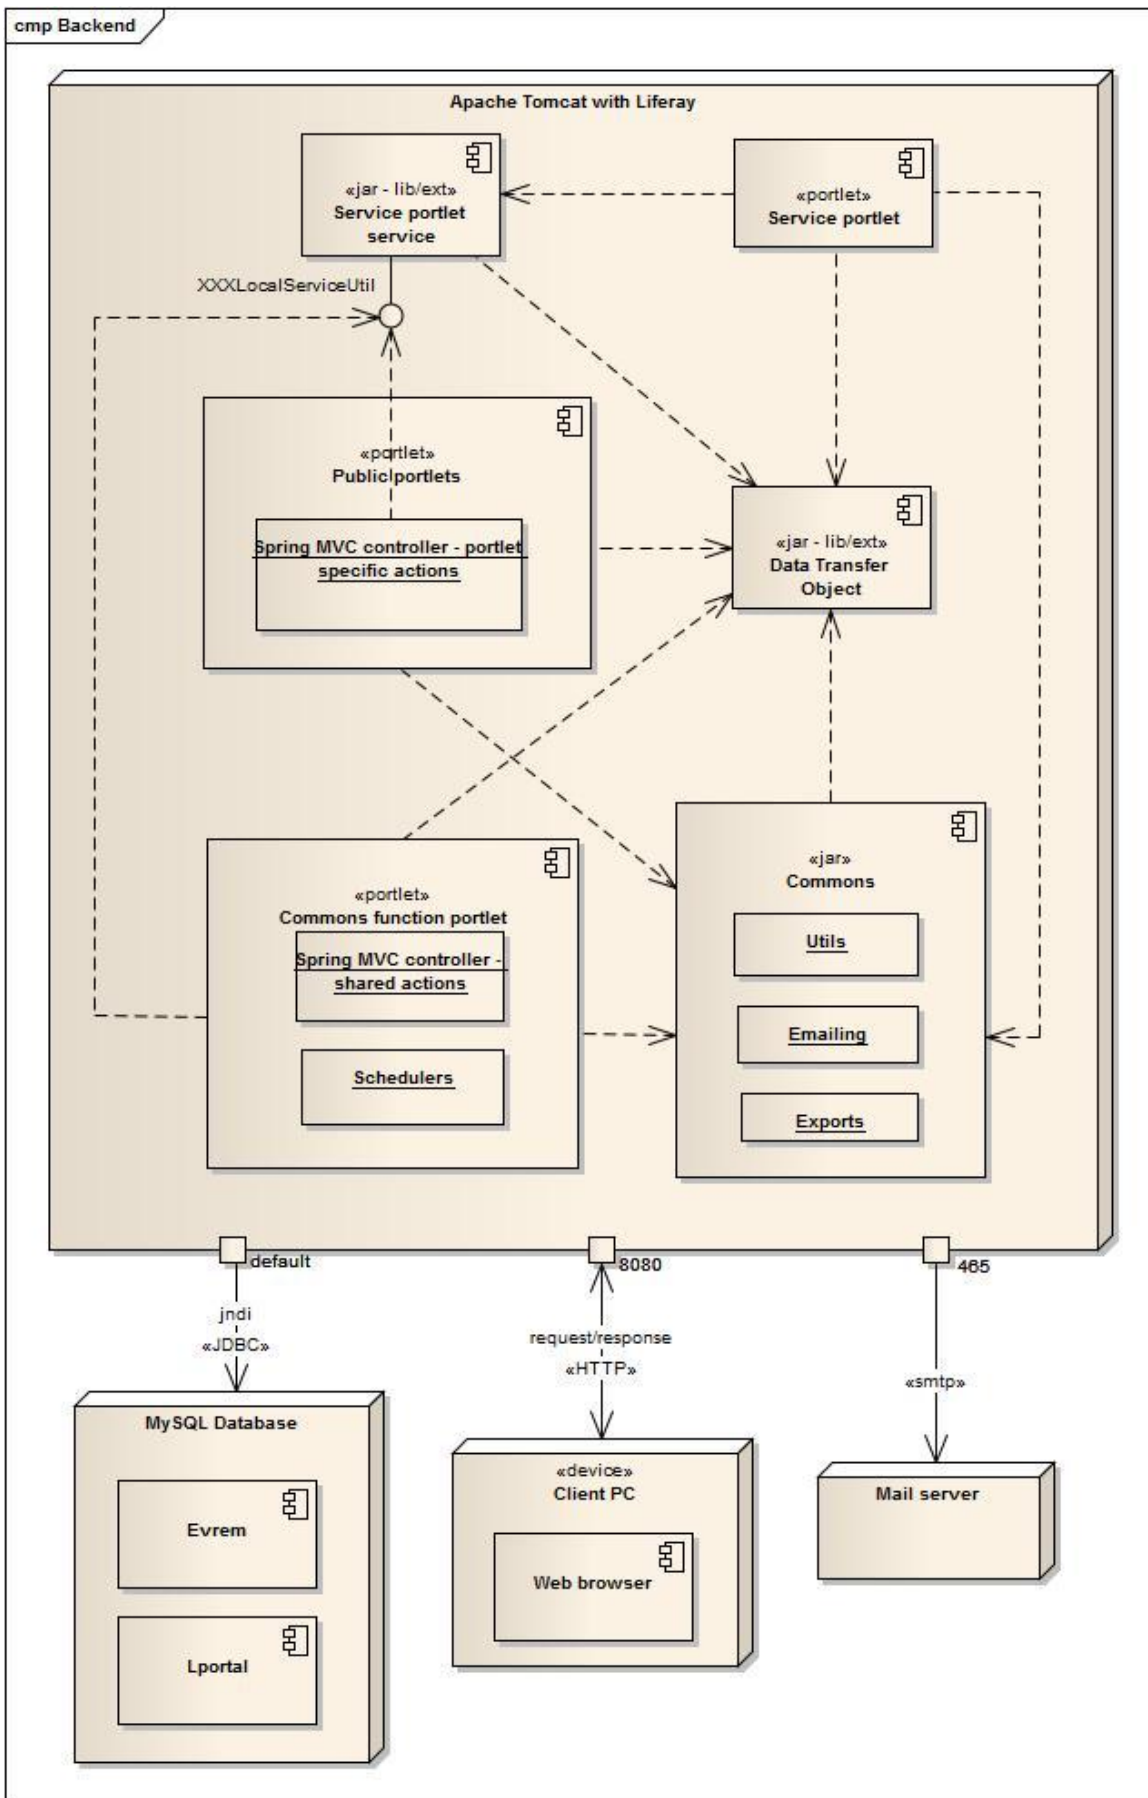 cmp Backend
Apache Tomcat with Liferay
«jar - lib/ext»
Service portlet
service
«portlet»
Service portlet
XXXLocalServiceUtil
«portlet»
Public portlets
Spring MVC controller - portlet
specific actions
«jar - lib/ext»
Data Transfer
Object
«portlet»
Commons function portlet
Spring MVC controller -
shared actions
Schedulers
«jar»
Commons
Utils
Emailing
Exports
default
8080
465
jndi
«JDBC»
request/response
«HTTP»
«smtp»
MySQL Database
Evrem
Lportal
«device»
Client PC
Web browser
Mail server